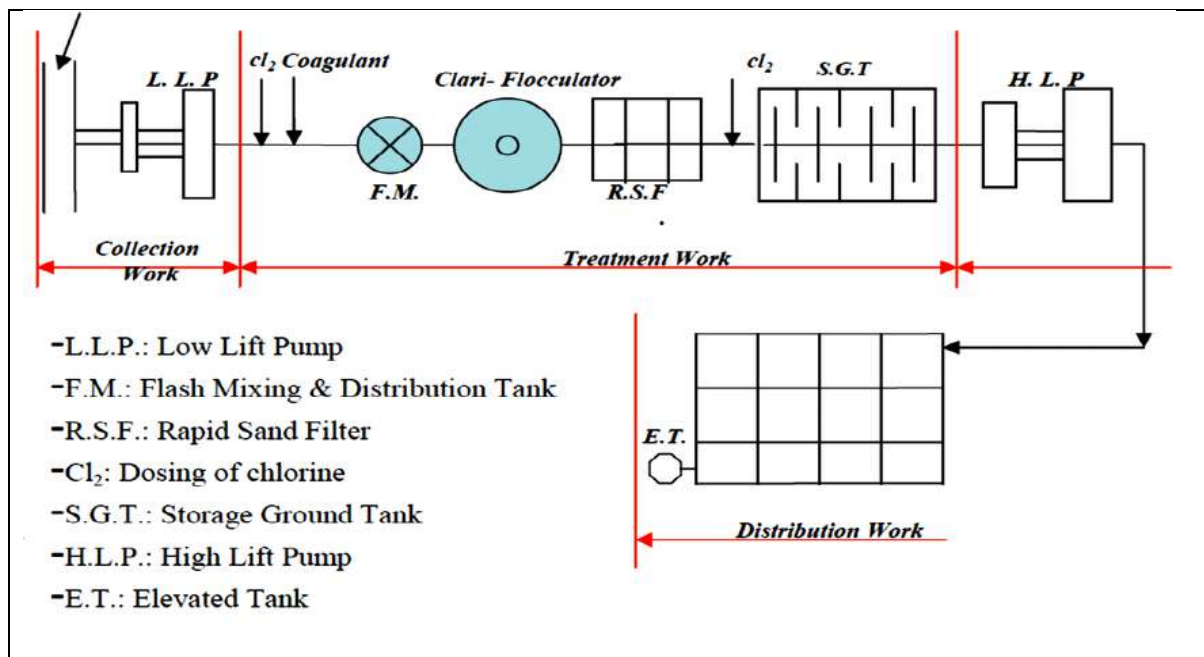 L. L. P
cl₂ Coagulant
Clari- Flocculator
cl₂
S.G.T
H. L. P
F.M.
R.S.F
Collection
Work
Treatment Work
-L.L.P.: Low Lift Pump
-F.M.: Flash Mixing & Distribution Tank
-R.S.F.: Rapid Sand Filter
-Cl₂: Dosing of chlorine
-S.G.T.: Storage Ground Tank
-H.L.P.: High Lift Pump
-E.T.: Elevated Tank
E.T.
Distribution Work